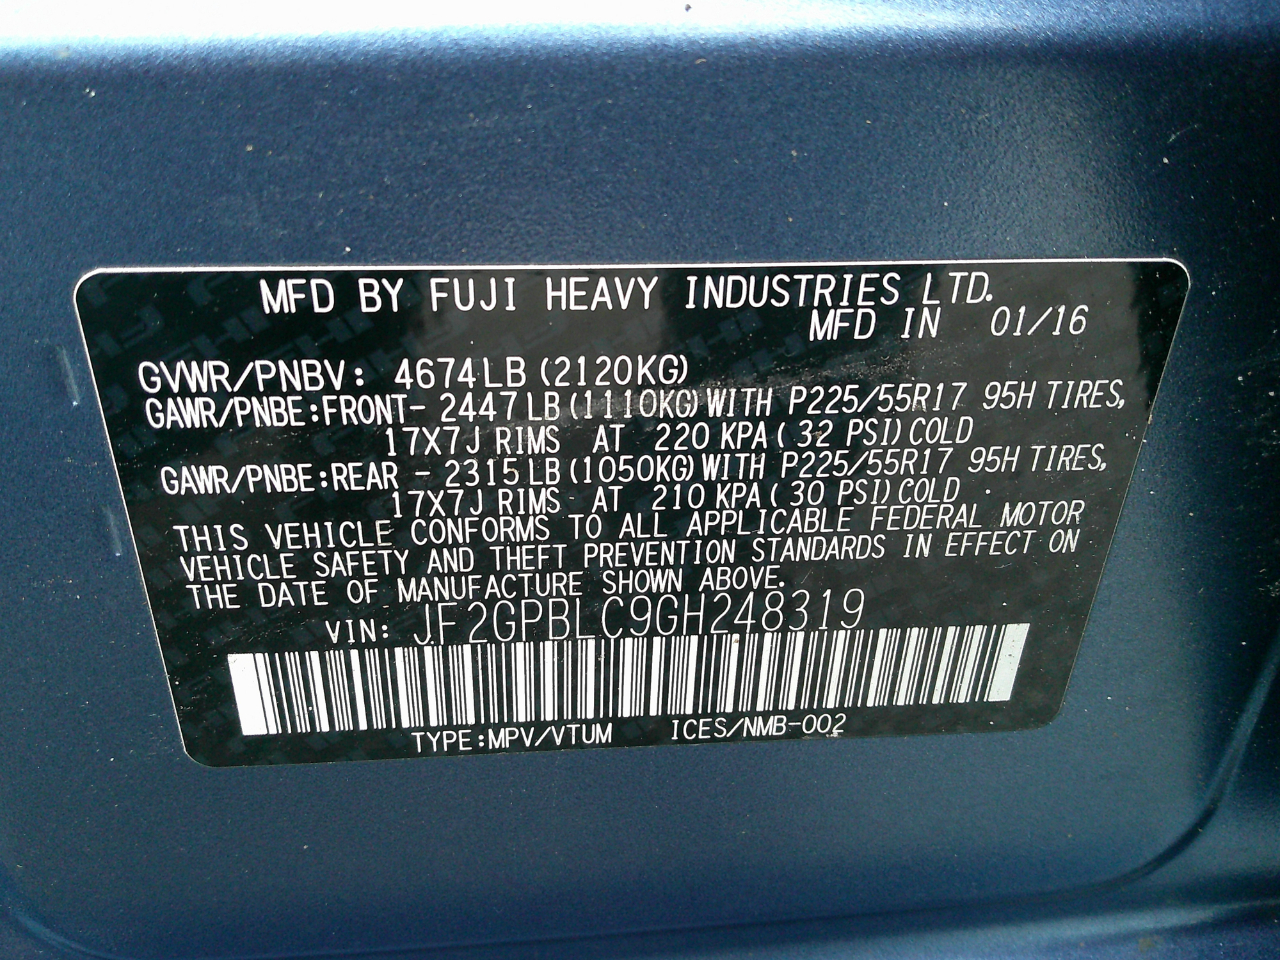 MFD BY FUJI HEAVY INDUSTRIES LTD.
MFD IN 01/16
GVWR/PNBV: 4674LB (2120KG)
GAWR/PNBE:FRONT- 2447LB (1110KG) WITH P225/55R17 95H TIRES,
17X7J RIMS AT 220 KPA ( 32 PSI) COLD
GAWR/PNBE:REAR - 2315LB (1050KG) WITH P225/55R17 95H TIRES,
17X7J RIMS AT 210 KPA ( 30 PSI) COLD
THIS VEHICLE CONFORMS TO ALL APPLICABLE FEDERAL MOTOR
VEHICLE SAFETY AND THEFT PREVENTION STANDARDS IN EFFECT ON
THE DATE OF MANUFACTURE SHOWN ABOVE.
VIN: JF2GPBLC9GH248319
TYPE:MPV/VTUM ICES/NMB-002